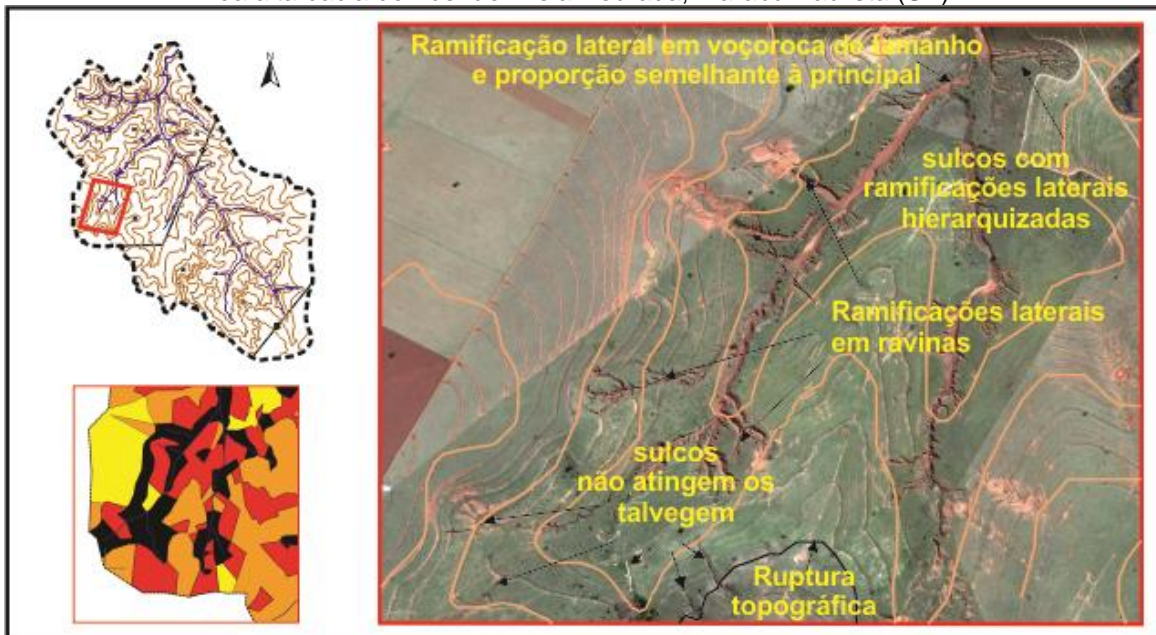 N
Ramificação lateral em voçoroca de tamanho
e proporção semelhante à principal
sulcos com
ramificações laterais
hierarquizadas
Ramificações laterais
em ravinas
sulcos
não atingem os
talvegem
Ruptura
topográfica